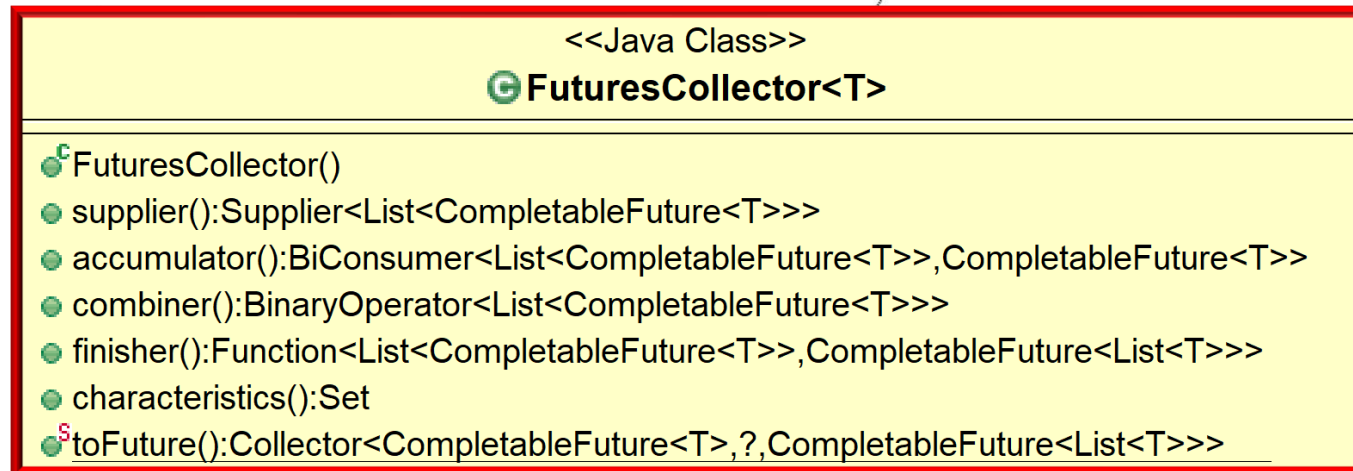 <<Java Class>>
C FuturesCollector<T>
C FuturesCollector()
supplier():Supplier<List<CompletableFuture<T>>>
accumulator():BiConsumer<List<CompletableFuture<T>>,CompletableFuture<T>>
combiner():BinaryOperator<List<CompletableFuture<T>>>
finisher():Function<List<CompletableFuture<T>>,CompletableFuture<List<T>>>
characteristics():Set
S toFuture():Collector<CompletableFuture<T>,?,CompletableFuture<List<T>>>